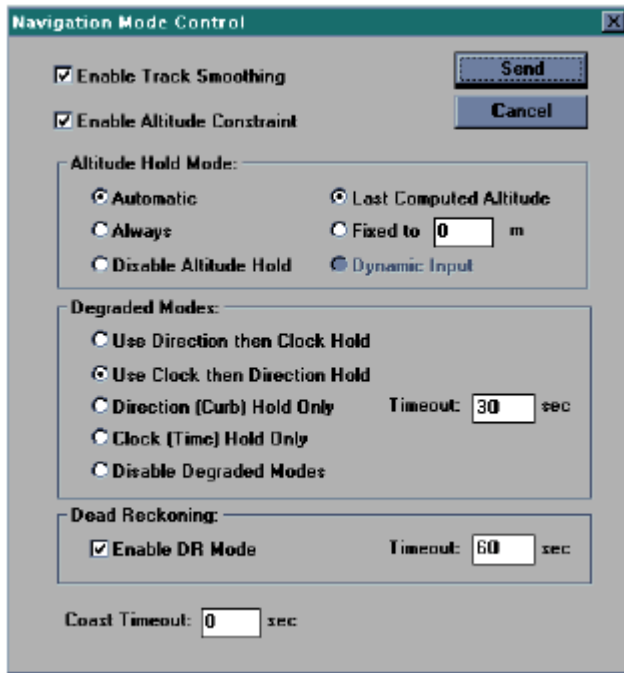 Navigation Mode Control
Enable Track Smoothing
Send
Enable Altitude Constraint
Cancel
Altitude Hold Mode:
Automatic
Last Computed Altitude
Always
Fixed to 0 m
Disable Altitude Hold
Dynamic Input
Degraded Modes:
Use Direction then Clock Hold
Use Clock then Direction Hold
Direction (Curb) Hold Only
Timeout: 30 sec
Clock (Time) Hold Only
Disable Degraded Modes
Dead Reckoning:
Enable DR Mode
Timeout: 60 sec
Coast Timeout: 0 sec